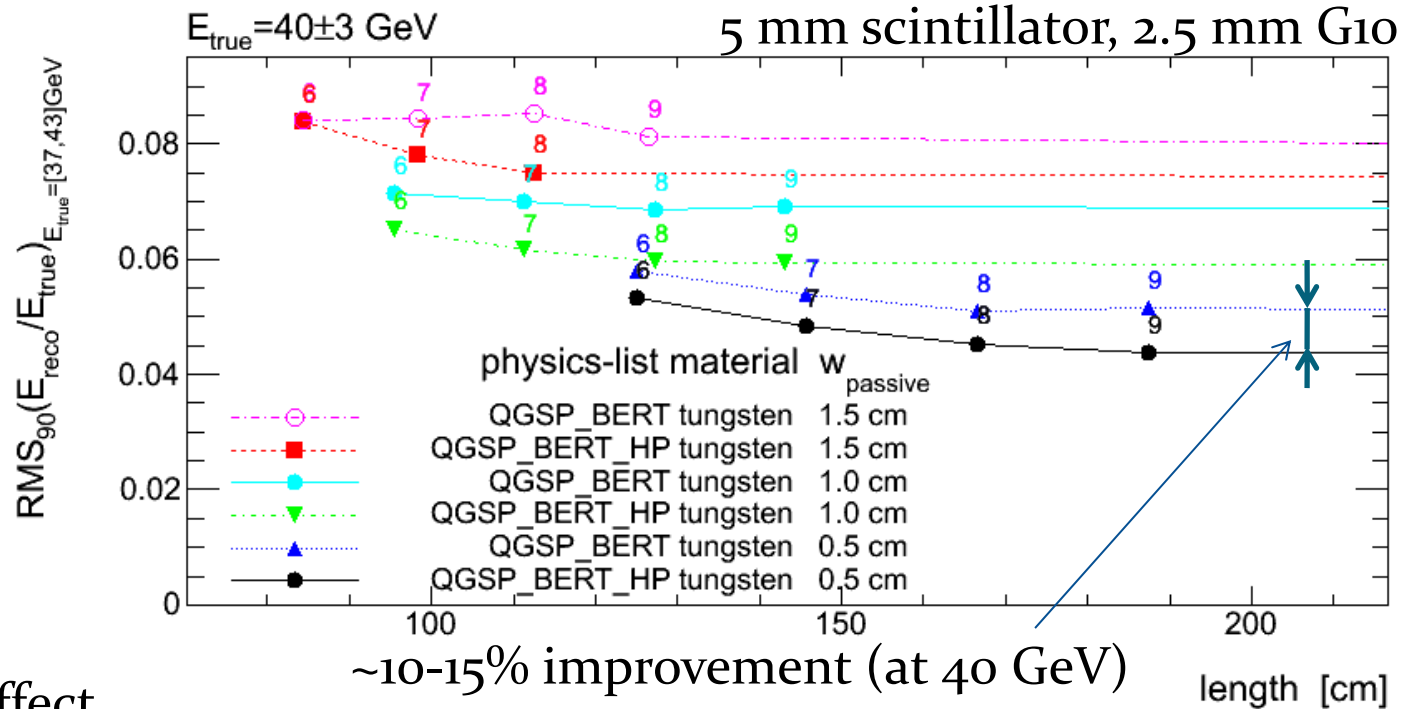 E_true=40±3 GeV
5 mm scintillator, 2.5 mm G10
RMS_90(E_reco/E_true)_E_true=[37,43]GeV
0.08
0.06
0.04
0.02
0
6 7 8 9
6 7 8
6 7 8 9
6 7 8 9
6 7 8 9
6 7 8 9
physics-list material w_passive
QGSP_BERT tungsten 1.5 cm
QGSP_BERT_HP tungsten 1.5 cm
QGSP_BERT tungsten 1.0 cm
QGSP_BERT_HP tungsten 1.0 cm
QGSP_BERT tungsten 0.5 cm
QGSP_BERT_HP tungsten 0.5 cm
100 150 200
~10-15% improvement (at 40 GeV)
length [cm]